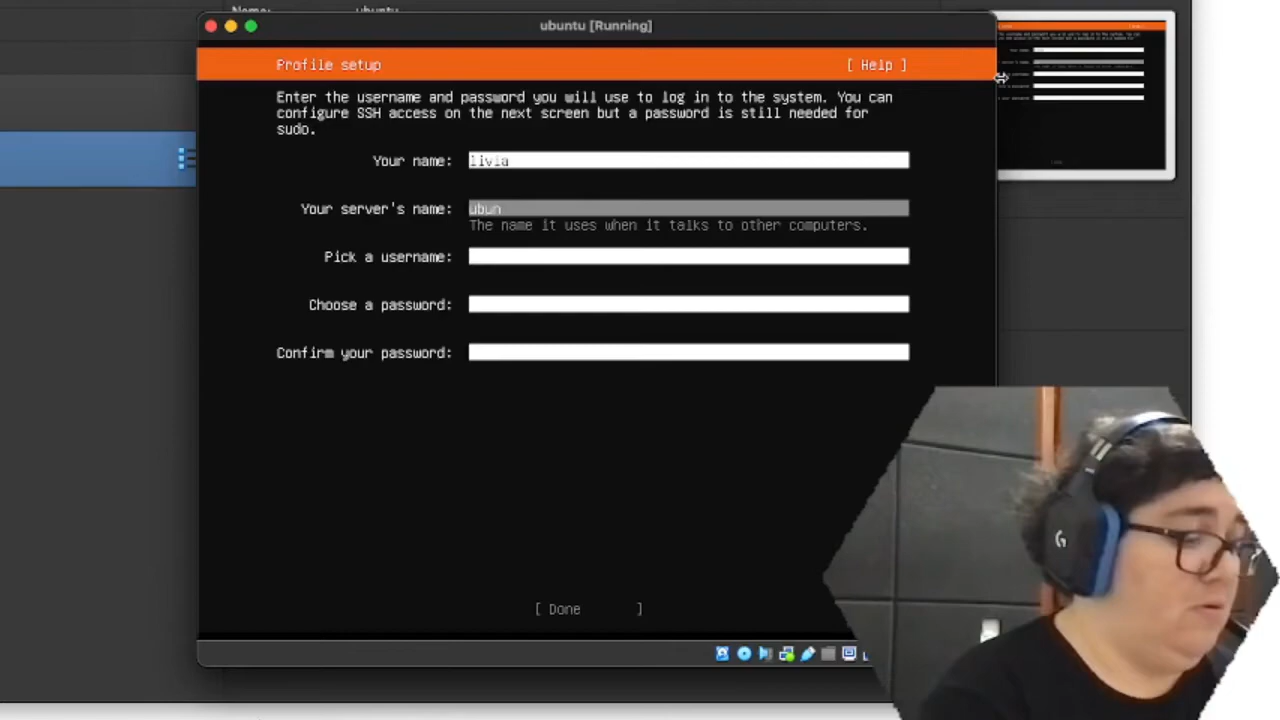 Name: ubuntu
ubuntu [Running]
Profile setup [ Help ]
Enter the username and password you will use to log in to the system. You can
configure SSH access on the next screen but a password is still needed for
sudo.
Your name: livia
Your server's name: ubun
The name it uses when it talks to other computers.
Pick a username:
Choose a password:
Confirm your password:
[ Done ]